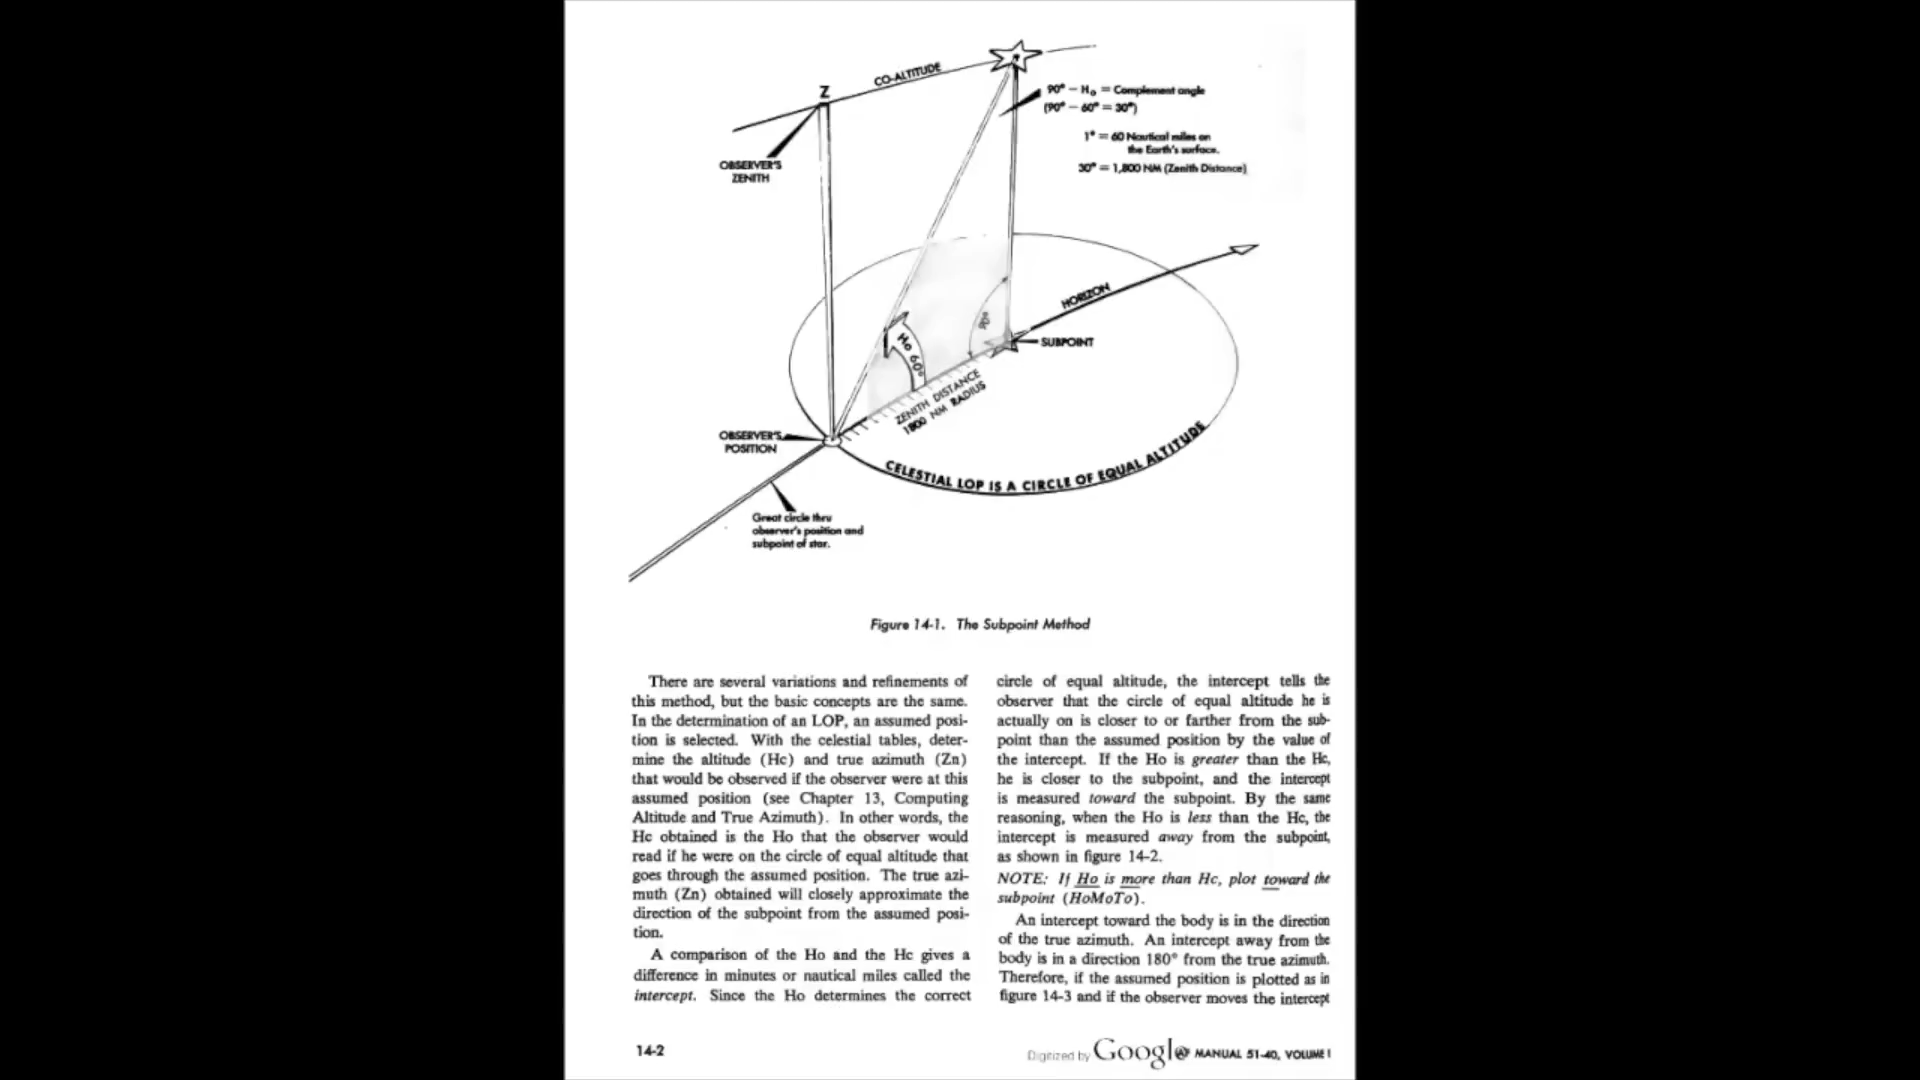 CO-ALTITUDE
Z
OBSERVER'S
ZENITH
90° — Ho = Complement angle
(90° — 60° = 30°)
1° = 60 Nautical miles on
the Earth's surface.
30° = 1,800 NM (Zenith Distance)
HORIZON
90°
SUBPOINT
Ho 60°
ZENITH DISTANCE
1800 NM RADIUS
OBSERVER'S
POSITION
CELESTIAL LOP IS A CIRCLE OF EQUAL ALTITUDE
Great circle thru
observer's position and
subpoint of star.
Figure 14-1. The Subpoint Method
There are several variations and refinements of
this method, but the basic concepts are the same.
In the determination of an LOP, an assumed posi-
tion is selected. With the celestial tables, deter-
mine the altitude (Hc) and true azimuth (Zn)
that would be observed if the observer were at this
assumed position (see Chapter 13, Computing
Altitude and True Azimuth). In other words, the
Hc obtained is the Ho that the observer would
read if he were on the circle of equal altitude that
goes through the assumed position. The true azi-
muth (Zn) obtained will closely approximate the
direction of the subpoint from the assumed posi-
tion.
A comparison of the Ho and the Hc gives a
difference in minutes or nautical miles called the
intercept. Since the Ho determines the correct
circle of equal altitude, the intercept tells the
observer that the circle of equal altitude he is
actually on is closer to or farther from the sub-
point than the assumed position by the value of
the intercept. If the Ho is greater than the Hc,
he is closer to the subpoint, and the intercept
is measured toward the subpoint. By the same
reasoning, when the Ho is less than the Hc, the
intercept is measured away from the subpoint,
as shown in figure 14-2.
NOTE: If Ho is more than Hc, plot toward the
subpoint (HoMoTo).
An intercept toward the body is in the direction
of the true azimuth. An intercept away from the
body is in a direction 180° from the true azimuth.
Therefore, if the assumed position is plotted as in
figure 14-3 and if the observer moves the intercept
14-2
Digitized by Google
MANUAL 51-40, VOLUME I